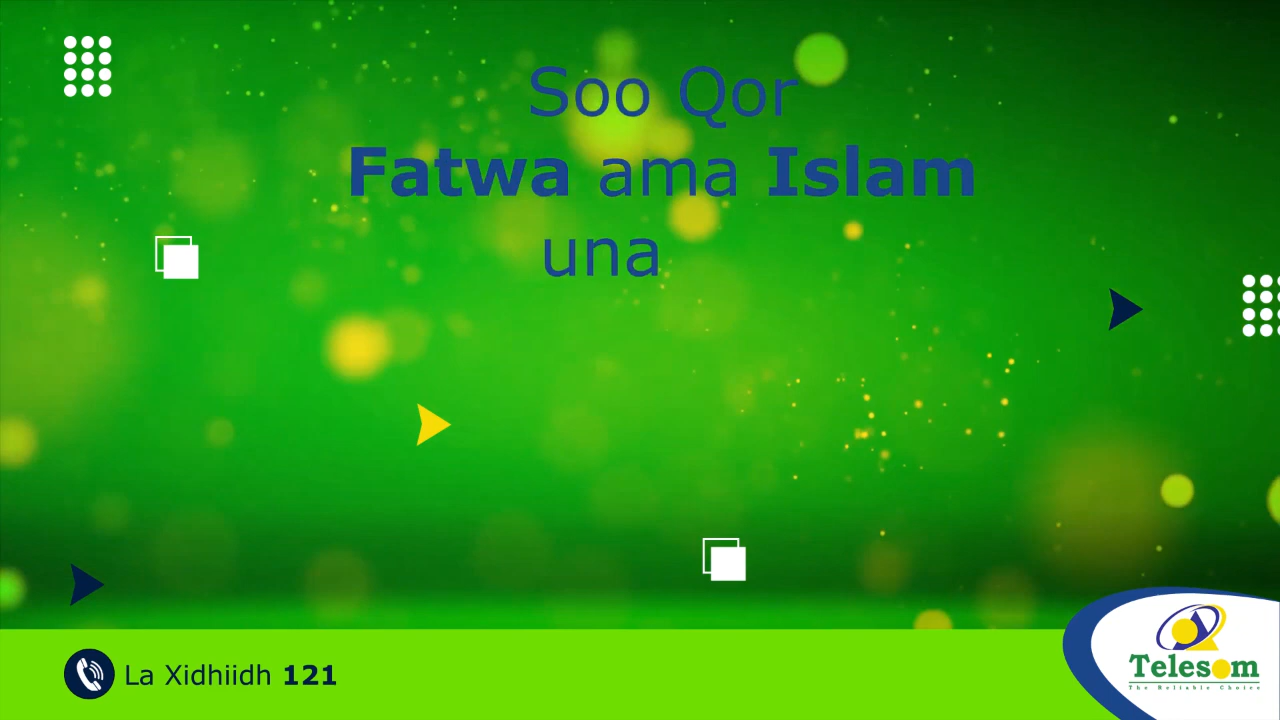 Soo Qor
Fatwa ama Islam
una
La Xidhiidh 121
Telesom
The Reliable Choice